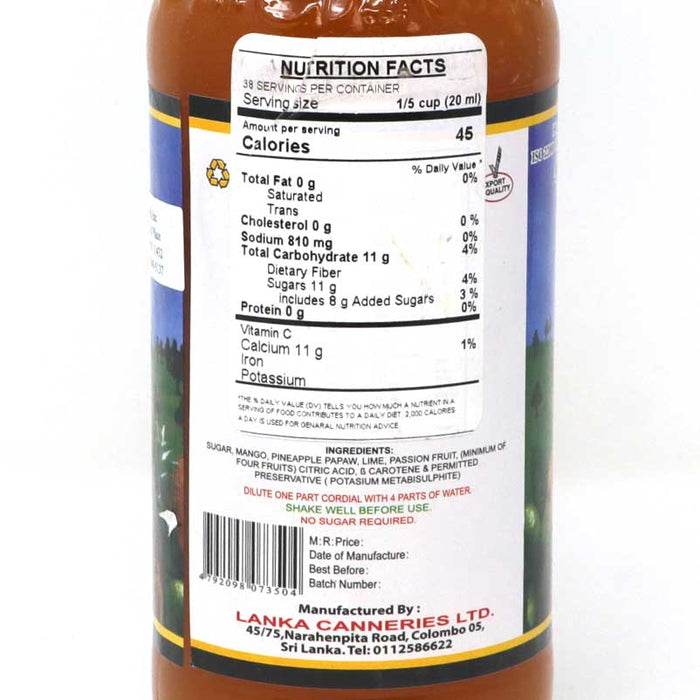 NUTRITION FACTS
38 SERVINGS PER CONTAINER
Serving size 1/5 cup (20 ml)
Amount per serving
Calories 45
% Daily Value *
Total Fat 0 g 0%
Saturated
Trans
Cholesterol 0 g 0 %
Sodium 810 mg 0%
Total Carbohydrate 11 g 4%
Dietary Fiber
Sugars 11 g 4%
includes 8 g Added Sugars 3 %
Protein 0 g 0%
Vitamin C
Calcium 11 g 1%
Iron
Potassium
*THE % DAILY VALUE (DV) TELLS YOU HOW MUCH A NUTRIENT IN A
SERVING OF FOOD CONTRIBUTES TO A DAILY DIET. 2,000 CALORIES
A DAY IS USED FOR GENARAL NUTRITION ADVICE
XPORT
QUALITY
INGREDIENTS:
SUGAR, MANGO, PINEAPPLE PAPAW, LIME, PASSION FRUIT, (MINIMUM OF
FOUR FRUITS) CITRIC ACID, ß CAROTENE & PERMITTED
PRESERVATIVE ( POTASSIUM METABISULPHITE)
DILUTE ONE PART CORDIAL WITH 4 PARTS OF WATER.
SHAKE WELL BEFORE USE.
NO SUGAR REQUIRED.
4 792098 073504
M: R: Price:
Date of Manufacture:
Best Before:
Batch Number:
Manufactured By :
LANKA CANNERIES LTD.
45/75, Narahenpita Road, Colombo 05,
Sri Lanka. Tel: 0112586622